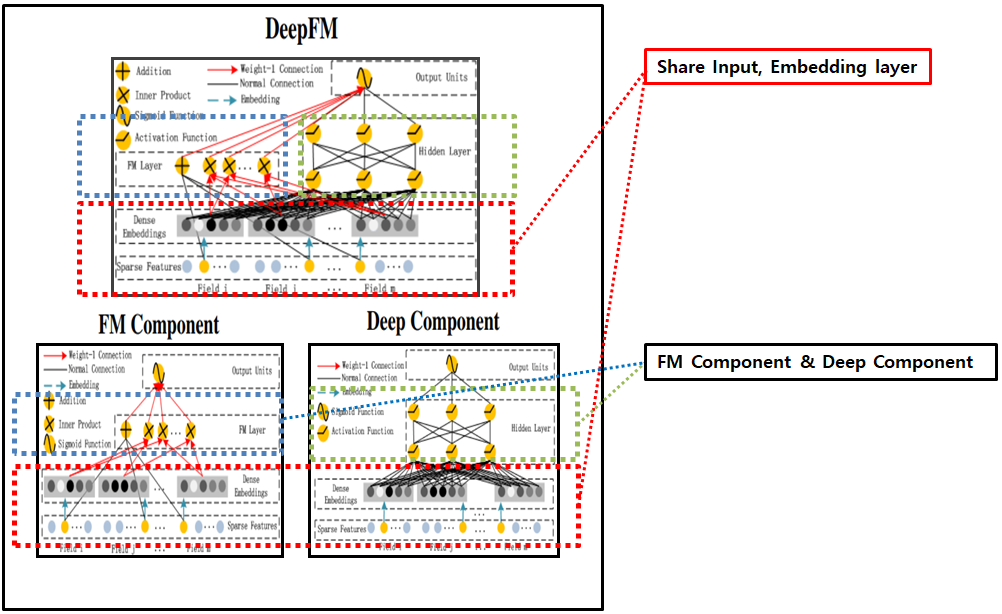 DeepFM
Share Input, Embedding layer
Addition
Weight-1 Connection
Output Units
Normal Connection
Inner Product
Embedding
Sigmoid Function
Activation Function
Hidden Layer
FM Layer
Dense
Embeddings
...
Sparse Features
Field i
Field j
...
Field m
FM Component
Deep Component
FM Component & Deep Component
Weight-1 Connection
Normal Connection
Output Units
Embedding
Addition
Inner Product
FM Layer
Sigmoid Function
Dense
Embeddings
...
Sparse Features
Field i
Field j
...
Field m
Weight-1 Connection
Output Units
Normal Connection
Embedding
Sigmoid Function
Activation Function
Hidden Layer
Dense
Embeddings
...
Sparse Features
Field i
Field j
...
Field m